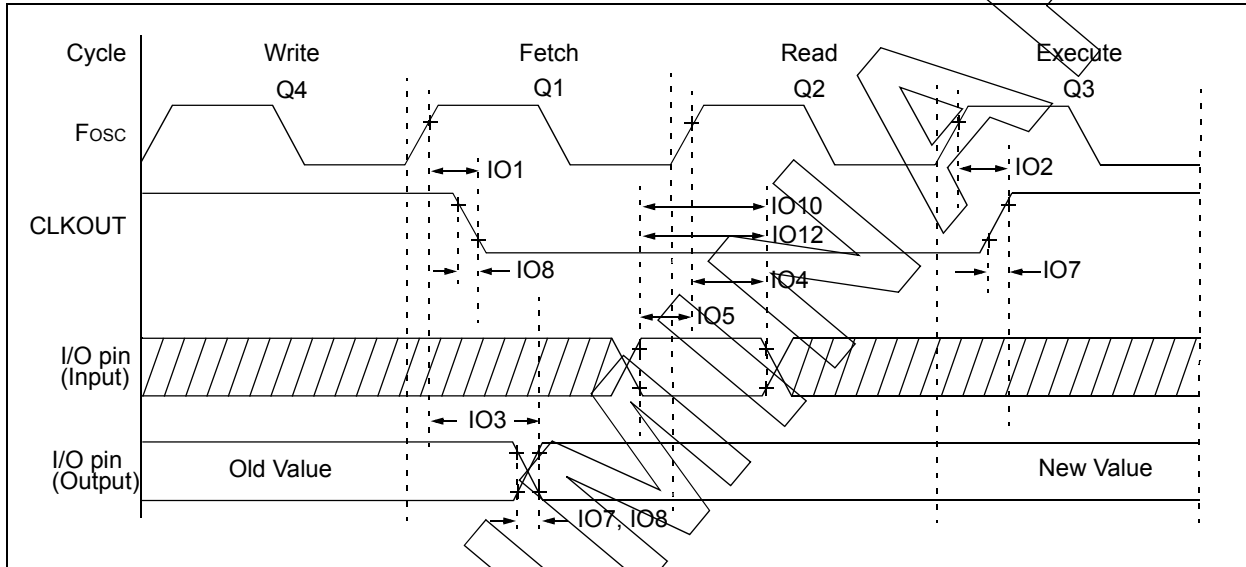 Cycle Write Fetch Read Execute
Q4 Q1 Q2 Q3
FOSC
IO1 IO2
CLKOUT
IO10
IO12
IO8 IO4 IO7
IO5
I/O pin
(Input)
IO3
I/O pin
(Output)
Old Value New Value
IO7, IO8